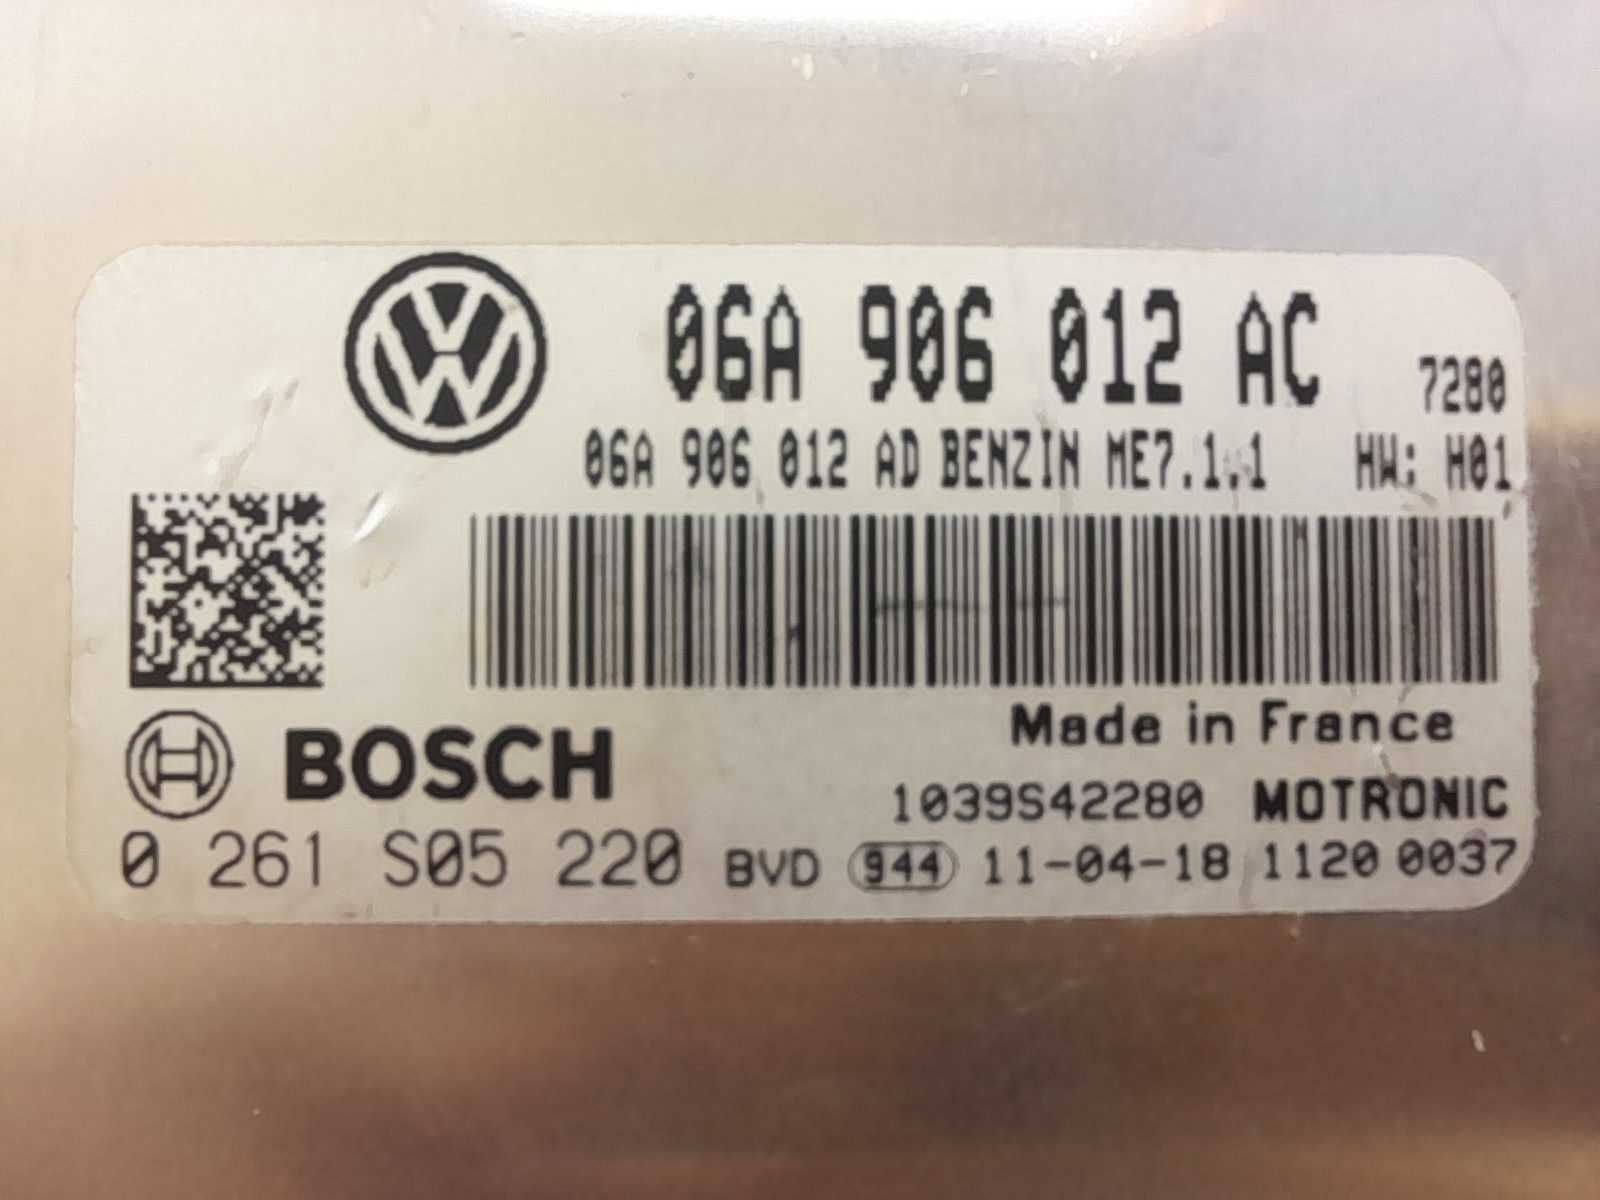 06A 906 012 AC 7280
06A 906 012 AD BENZIN ME7.1.1 HW: H01
Made in France
BOSCH
1039S42280 MOTRONIC
0 261 S05 220 BVD 944 11-04-18 1120 0037